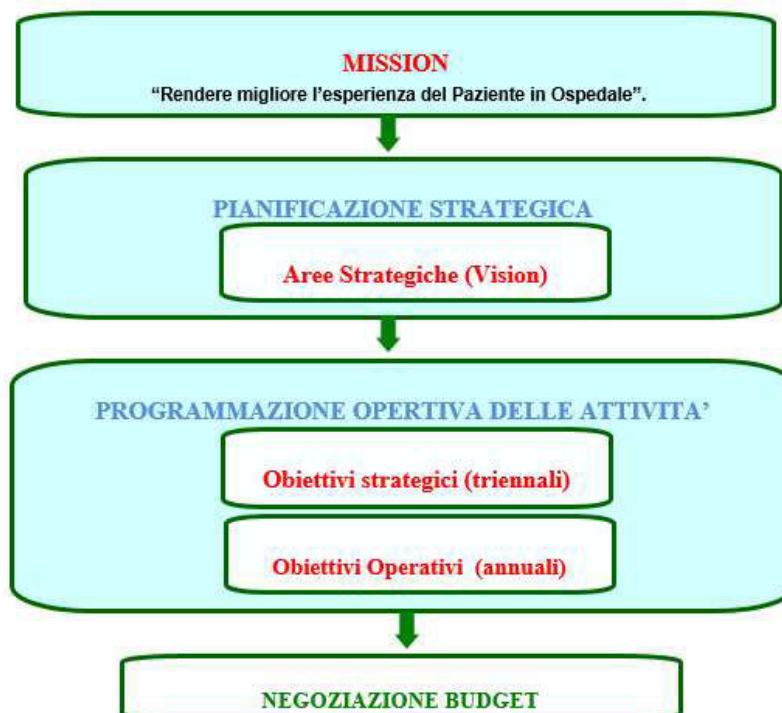 MISSION
“Rendere migliore l’esperienza del Paziente in Ospedale”.
PIANIFICAZIONE STRATEGICA
Aree Strategiche (Vision)
PROGRAMMAZIONE OPERTIVA DELLE ATTIVITA’
Obiettivi strategici (triennali)
Obiettivi Operativi (annuali)
NEGOZIAZIONE BUDGET